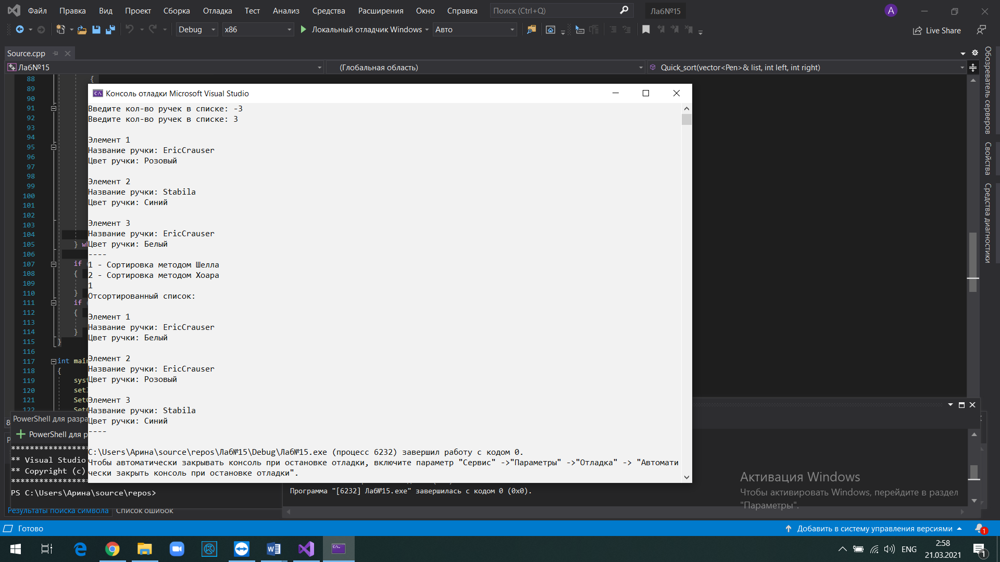 Файл Правка Вид Проект Сборка Отладка Тест Анализ Средства Расширения Окно Справка Поиск (Ctrl+Q) Лаб№15 A
Debug x86 Локальный отладчик Windows Авто Live Share
Source.cpp
Лаб№15 (Глобальная область) Quick_sort(vector<Pen>& list, int left, int right)
Обозреватель серверов
Свойства
Средства диагностики
88 {
89
90
91
92
93
94
95
96
97
98
99
100
101
102
103
104
105 }
106
107 if
108 {
109
110 }
111 if
112 {
113
114 }
115 }
116
117 int
118 {
119
120
121
122
Консоль отладки Microsoft Visual Studio
Введите кол-во ручек в списке: -3
Введите кол-во ручек в списке: 3
Элемент 1
Название ручки: EricCrauser
Цвет ручки: Розовый
Элемент 2
Название ручки: Stabila
Цвет ручки: Синий
Элемент 3
Название ручки: EricCrauser
Цвет ручки: Белый
----
1 - Сортировка методом Шелла
2 - Сортировка методом Хоара
1
Отсортированный список:
Элемент 1
Название ручки: EricCrauser
Цвет ручки: Белый
Элемент 2
Название ручки: EricCrauser
Цвет ручки: Розовый
Элемент 3
Название ручки: Stabila
Цвет ручки: Синий
----
C:\Users\Арина\source\repos\Лаб№15\Debug\Лаб№15.exe (процесс 6232) завершил работу с кодом 0.
Чтобы автоматически закрывать консоль при остановке отладки, включите параметр "Сервис" ->"Параметры" ->"Отладка" -> "Автомати
чески закрыть консоль при остановке отладки".
PowerShell для
PowerShell для
********************
** Visual Studio
** Copyright (c)
********************
PS C:\Users\Арина\source\repos>
Программа "[6232] Лаб№15.exe" завершилась с кодом 0 (0x0).
Активация Windows
Чтобы активировать Windows, перейдите в раздел
"Параметры".
Результаты поиска символа Список ошибок
Готово Добавить в систему управления версиями 1
ENG 2:58
21.03.2021 1